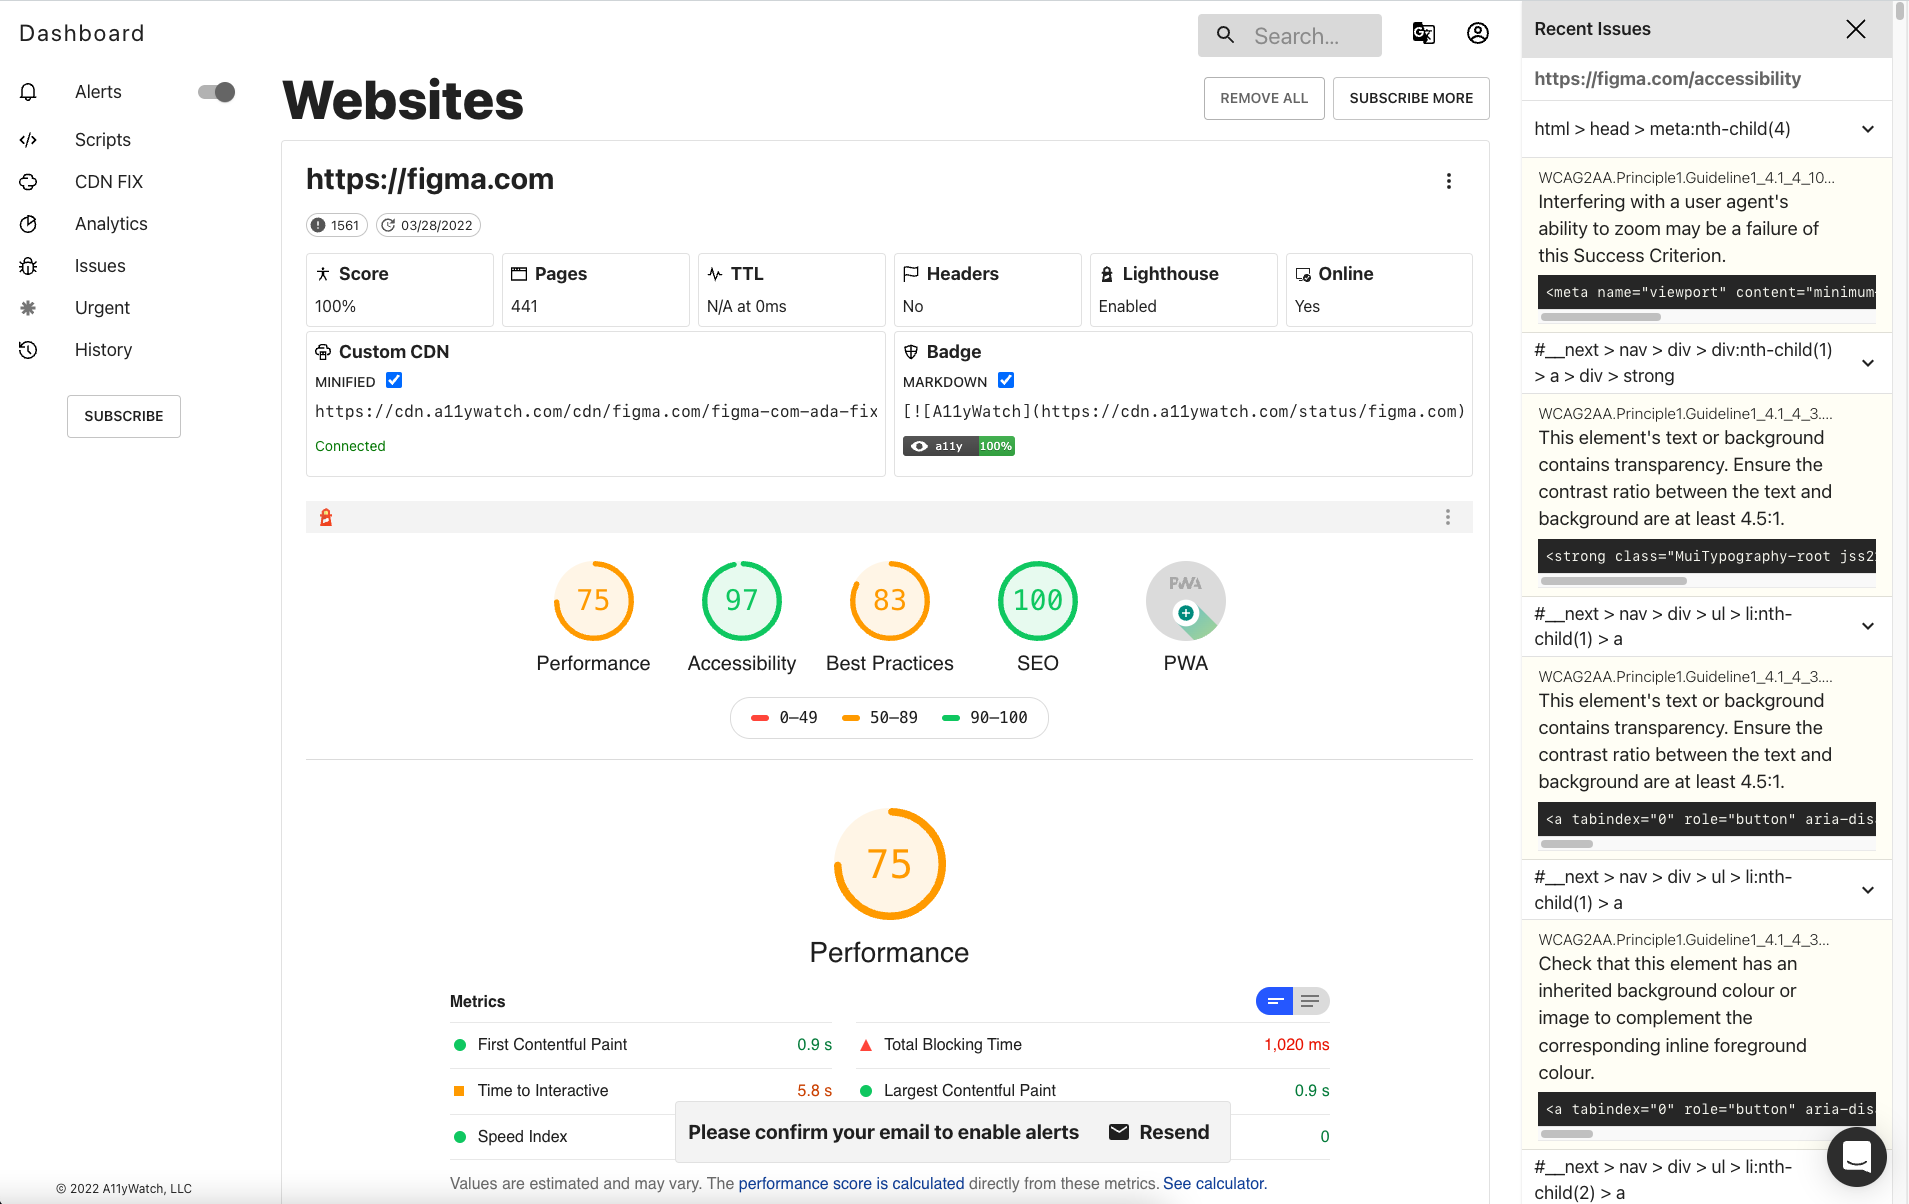 Dashboard
Search...
Alerts
Scripts
CDN FIX
Analytics
Issues
Urgent
History
SUBSCRIBE
© 2022 A11yWatch, LLC
Websites
REMOVE ALL
SUBSCRIBE MORE
https://figma.com
1561
03/28/2022
Score
100%
Pages
441
TTL
N/A at 0ms
Headers
No
Lighthouse
Enabled
Online
Yes
Custom CDN
MINIFIED
https://cdn.a11ywatch.com/cdn/figma.com/figma-com-ada-fix
Connected
Badge
MARKDOWN
[![A11yWatch](https://cdn.a11ywatch.com/status/figma.com)
a11y 100%
75
Performance
97
Accessibility
83
Best Practices
100
SEO
PWA
PWA
0–49
50–89
90–100
75
Performance
Metrics
First Contentful Paint 0.9 s
Total Blocking Time 1,020 ms
Time to Interactive 5.8 s
Largest Contentful Paint 0.9 s
Speed Index
0
Please confirm your email to enable alerts
Resend
Values are estimated and may vary. The performance score is calculated directly from these metrics. See calculator.
Recent Issues
https://figma.com/accessibility
html > head > meta:nth-child(4)
WCAG2AA.Principle1.Guideline1_4.1_4_10...
Interfering with a user agent's
ability to zoom may be a failure of
this Success Criterion.
<meta name="viewport" content="minimum-
#__next > nav > div > div:nth-child(1)
> a > div > strong
WCAG2AA.Principle1.Guideline1_4.1_4_3....
This element's text or background
contains transparency. Ensure the
contrast ratio between the text and
background are at least 4.5:1.
<strong class="MuiTypography-root jss2
#__next > nav > div > ul > li:nth-
child(1) > a
WCAG2AA.Principle1.Guideline1_4.1_4_3....
This element's text or background
contains transparency. Ensure the
contrast ratio between the text and
background are at least 4.5:1.
<a tabindex="0" role="button" aria-dis
#__next > nav > div > ul > li:nth-
child(1) > a
WCAG2AA.Principle1.Guideline1_4.1_4_3...
Check that this element has an
inherited background colour or
image to complement the
corresponding inline foreground
colour.
<a tabindex="0" role="button" aria-dis
#__next > nav > div > ul > li:nth-
child(2) > a